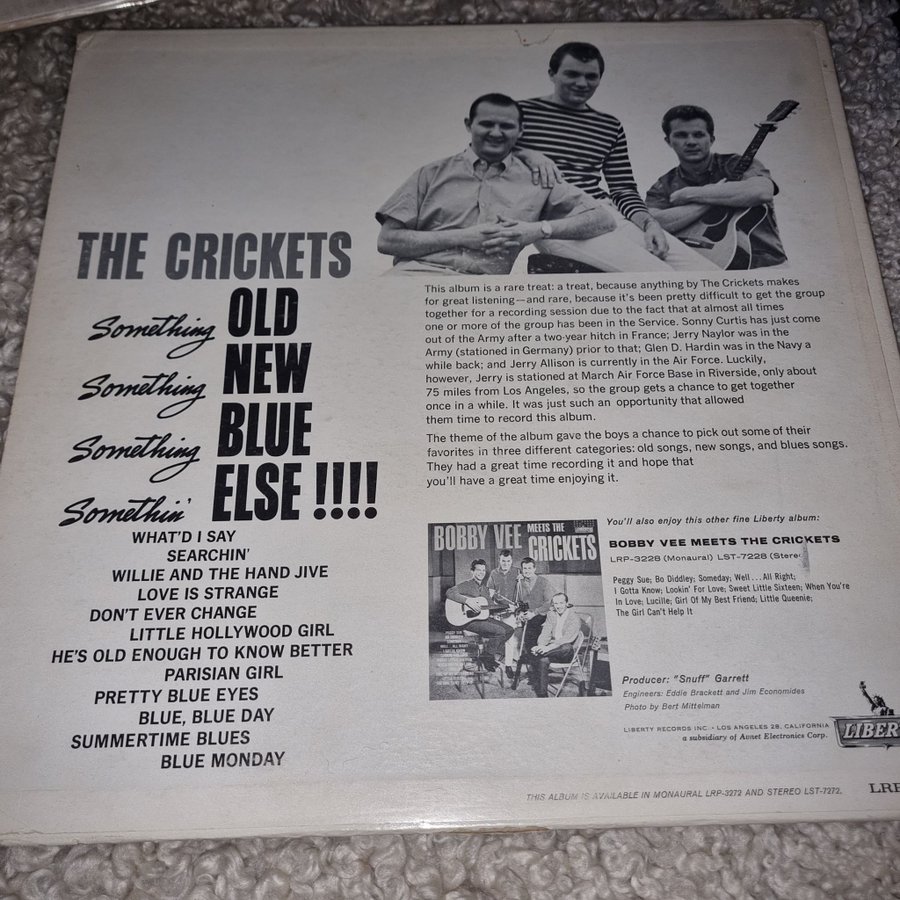 THE CRICKETS
Something OLD
Something NEW
Something BLUE
Somethin' ELSE !!!!
WHAT'D I SAY
SEARCHIN'
WILLIE AND THE HAND JIVE
LOVE IS STRANGE
DON'T EVER CHANGE
LITTLE HOLLYWOOD GIRL
HE'S OLD ENOUGH TO KNOW BETTER
PARISIAN GIRL
PRETTY BLUE EYES
BLUE, BLUE DAY
SUMMERTIME BLUES
BLUE MONDAY
This album is a rare treat: a treat, because anything by The Crickets makes
for great listening—and rare, because it's been pretty difficult to get the group
together for a recording session due to the fact that at almost all times
one or more of the group has been in the Service. Sonny Curtis has just come
out of the Army after a two-year hitch in France; Jerry Naylor was in the
Army (stationed in Germany) prior to that; Glen D. Hardin was in the Navy a
while back; and Jerry Allison is currently in the Air Force. Luckily,
however, Jerry is stationed at March Air Force Base in Riverside, only about
75 miles from Los Angeles, so the group gets a chance to get together
once in a while. It was just such an opportunity that allowed
them time to record this album.
The theme of the album gave the boys a chance to pick out some of their
favorites in three different categories: old songs, new songs, and blues songs.
They had a great time recording it and hope that
you'll have a great time enjoying it.
BOBBY VEE MEETS THE CRICKETS
You'll also enjoy this other fine Liberty album:
BOBBY VEE MEETS THE CRICKETS
LRP-3228 (Monaural) LST-7228 (Stereo
Peggy Sue; Bo Diddley; Someday; Well...All Right;
I Gotta Know; Lookin' For Love; Sweet Little Sixteen; When You're
In Love; Lucille; Girl Of My Best Friend; Little Queenie;
The Girl Can't Help It
Producer: "Snuff" Garrett
Engineers: Eddie Brackett and Jim Economides
Photo by Bert Mittelman
LIBERTY RECORDS INC. • LOS ANGELES 28, CALIFORNIA
a subsidiary of Avnet Electronics Corp.
LIBER
THIS ALBUM IS AVAILABLE IN MONAURAL LRP-3272 AND STEREO LST-7272.
LRP